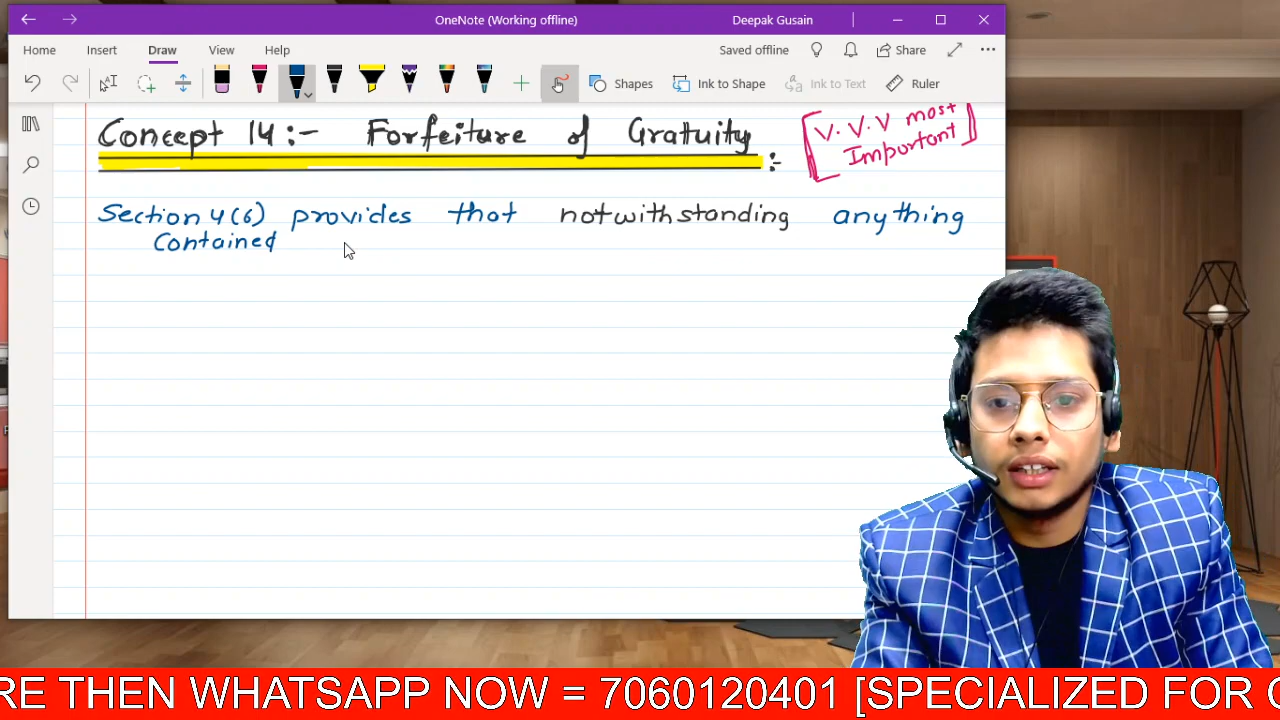 OneNote (Working offline)
Deepak Gusain
Home Insert Draw View Help
Saved offline
Share
Shapes
Ink to Shape
Ink to Text
Ruler
Concept 14:- Forfeiture of Gratuity :-
[V. V. V most
Important]
Section 4(6) provides that notwithstanding anything
Contained
RE THEN WHATSAPP NOW = 7060120401 [SPECIALIZED FOR